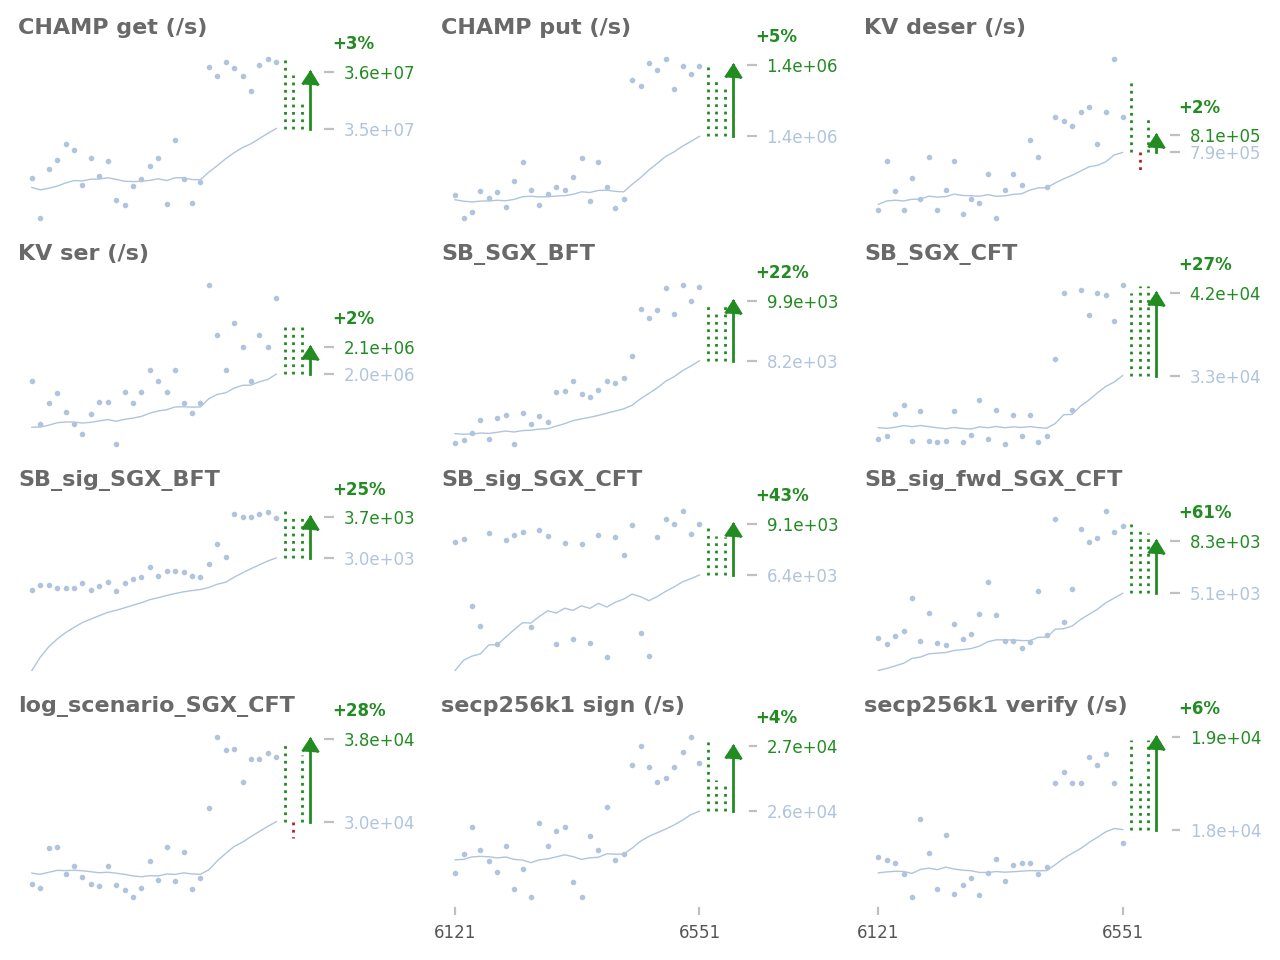 CHAMP get (/s)
+3%
3.6e+07
3.5e+07
CHAMP put (/s)
+5%
1.4e+06
1.4e+06
KV deser (/s)
+2%
8.1e+05
7.9e+05
KV ser (/s)
+2%
2.1e+06
2.0e+06
SB_SGX_BFT
+22%
9.9e+03
8.2e+03
SB_SGX_CFT
+27%
4.2e+04
3.3e+04
SB_sig_SGX_BFT
+25%
3.7e+03
3.0e+03
SB_sig_SGX_CFT
+43%
9.1e+03
6.4e+03
SB_sig_fwd_SGX_CFT
+61%
8.3e+03
5.1e+03
log_scenario_SGX_CFT
+28%
3.8e+04
3.0e+04
secp256k1 sign (/s)
+4%
2.7e+04
2.6e+04
6121
6551
secp256k1 verify (/s)
+6%
1.9e+04
1.8e+04
6121
6551